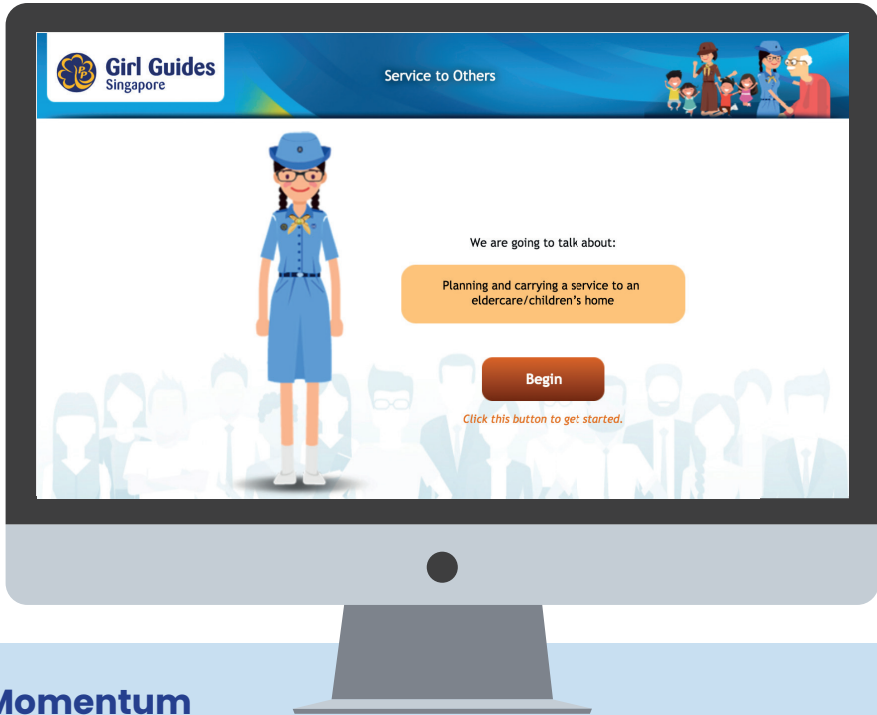 Girl Guides
Singapore
Service to Others
We are going to talk about:
Planning and carrying a service to an
eldercare/children's home
Begin
Click this button to get started.
Momentum